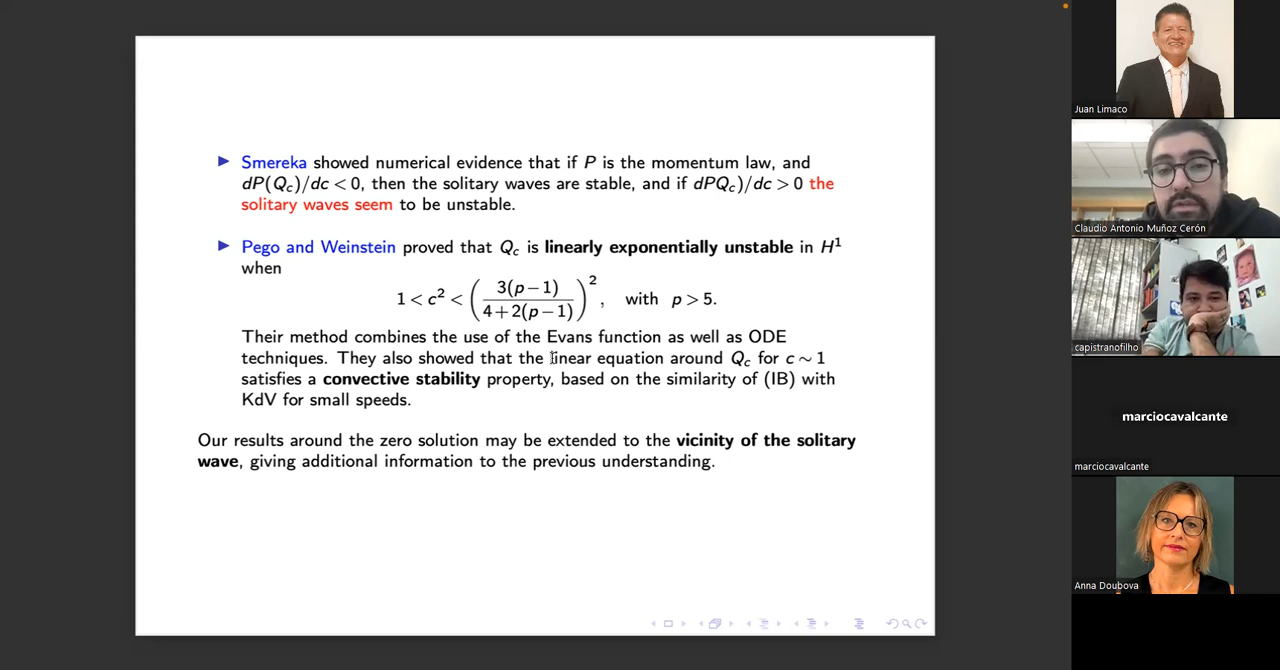 ▶ Smereka showed numerical evidence that if P is the momentum law, and
dP(Q_c)/dc < 0, then the solitary waves are stable, and if dPQ_c)/dc > 0 the
solitary waves seem to be unstable.
▶ Pego and Weinstein proved that Q_c is linearly exponentially unstable in H^1
when
1 < c^2 < (3(p−1)/(4+2(p−1)))^2, with p > 5.
Their method combines the use of the Evans function as well as ODE
techniques. They also showed that the linear equation around Q_c for c ∼ 1
satisfies a convective stability property, based on the similarity of (IB) with
KdV for small speeds.
Our results around the zero solution may be extended to the vicinity of the solitary
wave, giving additional information to the previous understanding.
Juan Limaco
Claudio Antonio Muñoz Cerón
capistranofilho
marciocavalcante
marciocavalcante
Anna Doubova